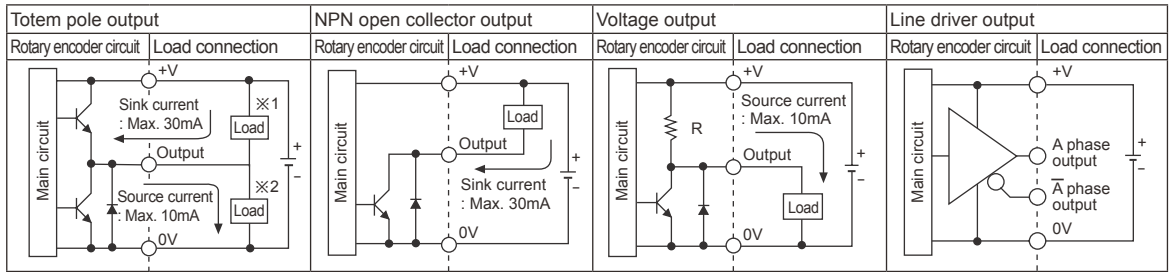 Totem pole output
Rotary encoder circuit
Load connection
Main circuit
+V
Sink current
: Max. 30mA
※1
Load
Output
Source current
: Max. 10mA
※2
Load
0V
+
−
NPN open collector output
Rotary encoder circuit
Load connection
Main circuit
+V
Load
Output
Sink current
: Max. 30mA
0V
+
−
Voltage output
Rotary encoder circuit
Load connection
Main circuit
+V
Source current
: Max. 10mA
R
Output
Load
0V
+
−
Line driver output
Rotary encoder circuit
Load connection
Main circuit
+V
A phase
output
A̅ phase
output
0V
+
−